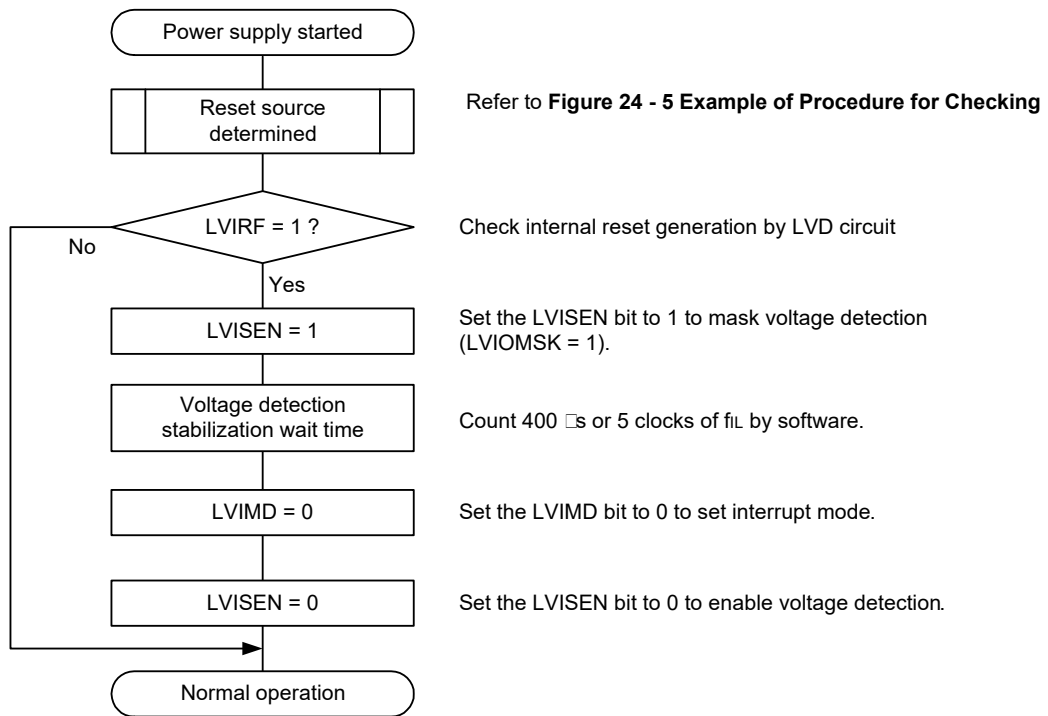 Power supply started
Reset source
determined
Refer to Figure 24 - 5 Example of Procedure for Checking
LVIRF = 1 ?
Check internal reset generation by LVD circuit
No
Yes
LVISEN = 1
Set the LVISEN bit to 1 to mask voltage detection
(LVIOMSK = 1).
Voltage detection
stabilization wait time
Count 400 □s or 5 clocks of fIL by software.
LVIMD = 0
Set the LVIMD bit to 0 to set interrupt mode.
LVISEN = 0
Set the LVISEN bit to 0 to enable voltage detection.
Normal operation